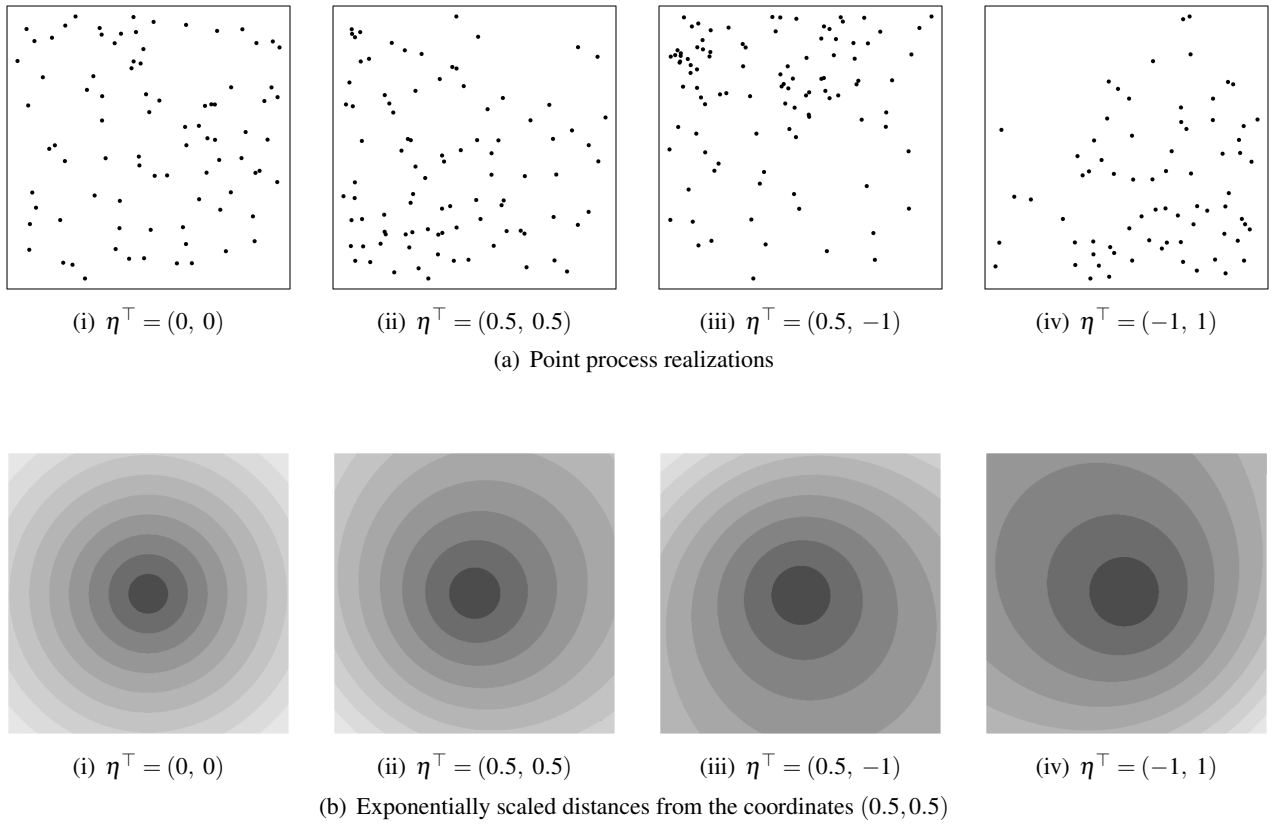 (i) η⊤ = (0, 0)
(ii) η⊤ = (0.5, 0.5)
(iii) η⊤ = (0.5, −1)
(iv) η⊤ = (−1, 1)
(a) Point process realizations
(i) η⊤ = (0, 0)
(ii) η⊤ = (0.5, 0.5)
(iii) η⊤ = (0.5, −1)
(iv) η⊤ = (−1, 1)
(b) Exponentially scaled distances from the coordinates (0.5,0.5)